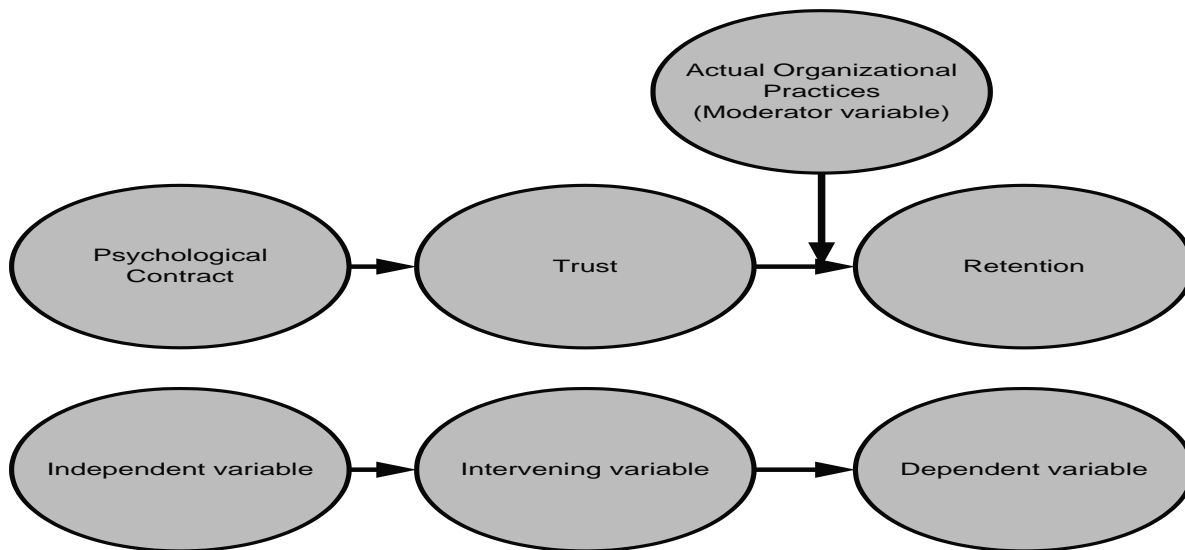 Actual Organizational
Practices
(Moderator variable)
Psychological
Contract
Trust
Retention
Independent variable
Intervening variable
Dependent variable